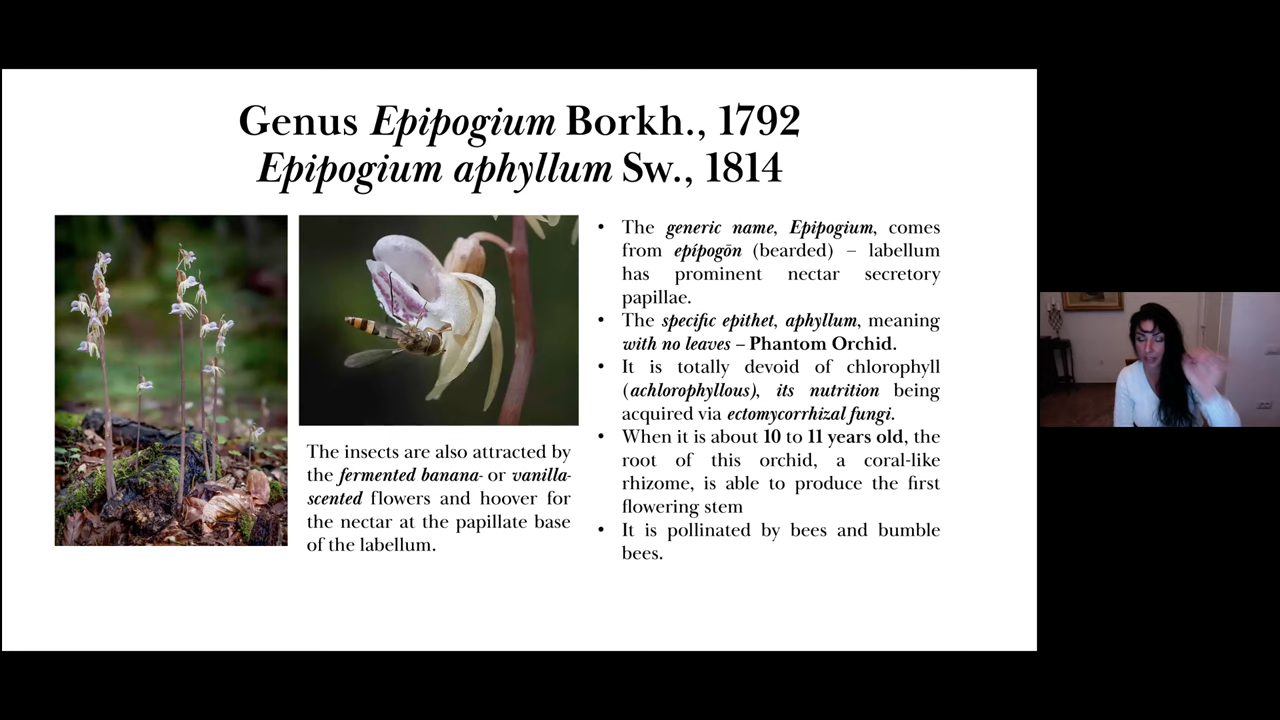 Genus Epipogium Borkh., 1792
Epipogium aphyllum Sw., 1814
The insects are also attracted by
the fermented banana- or vanilla-
scented flowers and hoover for
the nectar at the papillate base
of the labellum.
• The generic name, Epipogium, comes
from epípogōn (bearded) – labellum
has prominent nectar secretory
papillae.
• The specific epithet, aphyllum, meaning
with no leaves – Phantom Orchid.
• It is totally devoid of chlorophyll
(achlorophyllous), its nutrition being
acquired via ectomycorrhizal fungi.
• When it is about 10 to 11 years old, the
root of this orchid, a coral-like
rhizome, is able to produce the first
flowering stem
• It is pollinated by bees and bumble
bees.